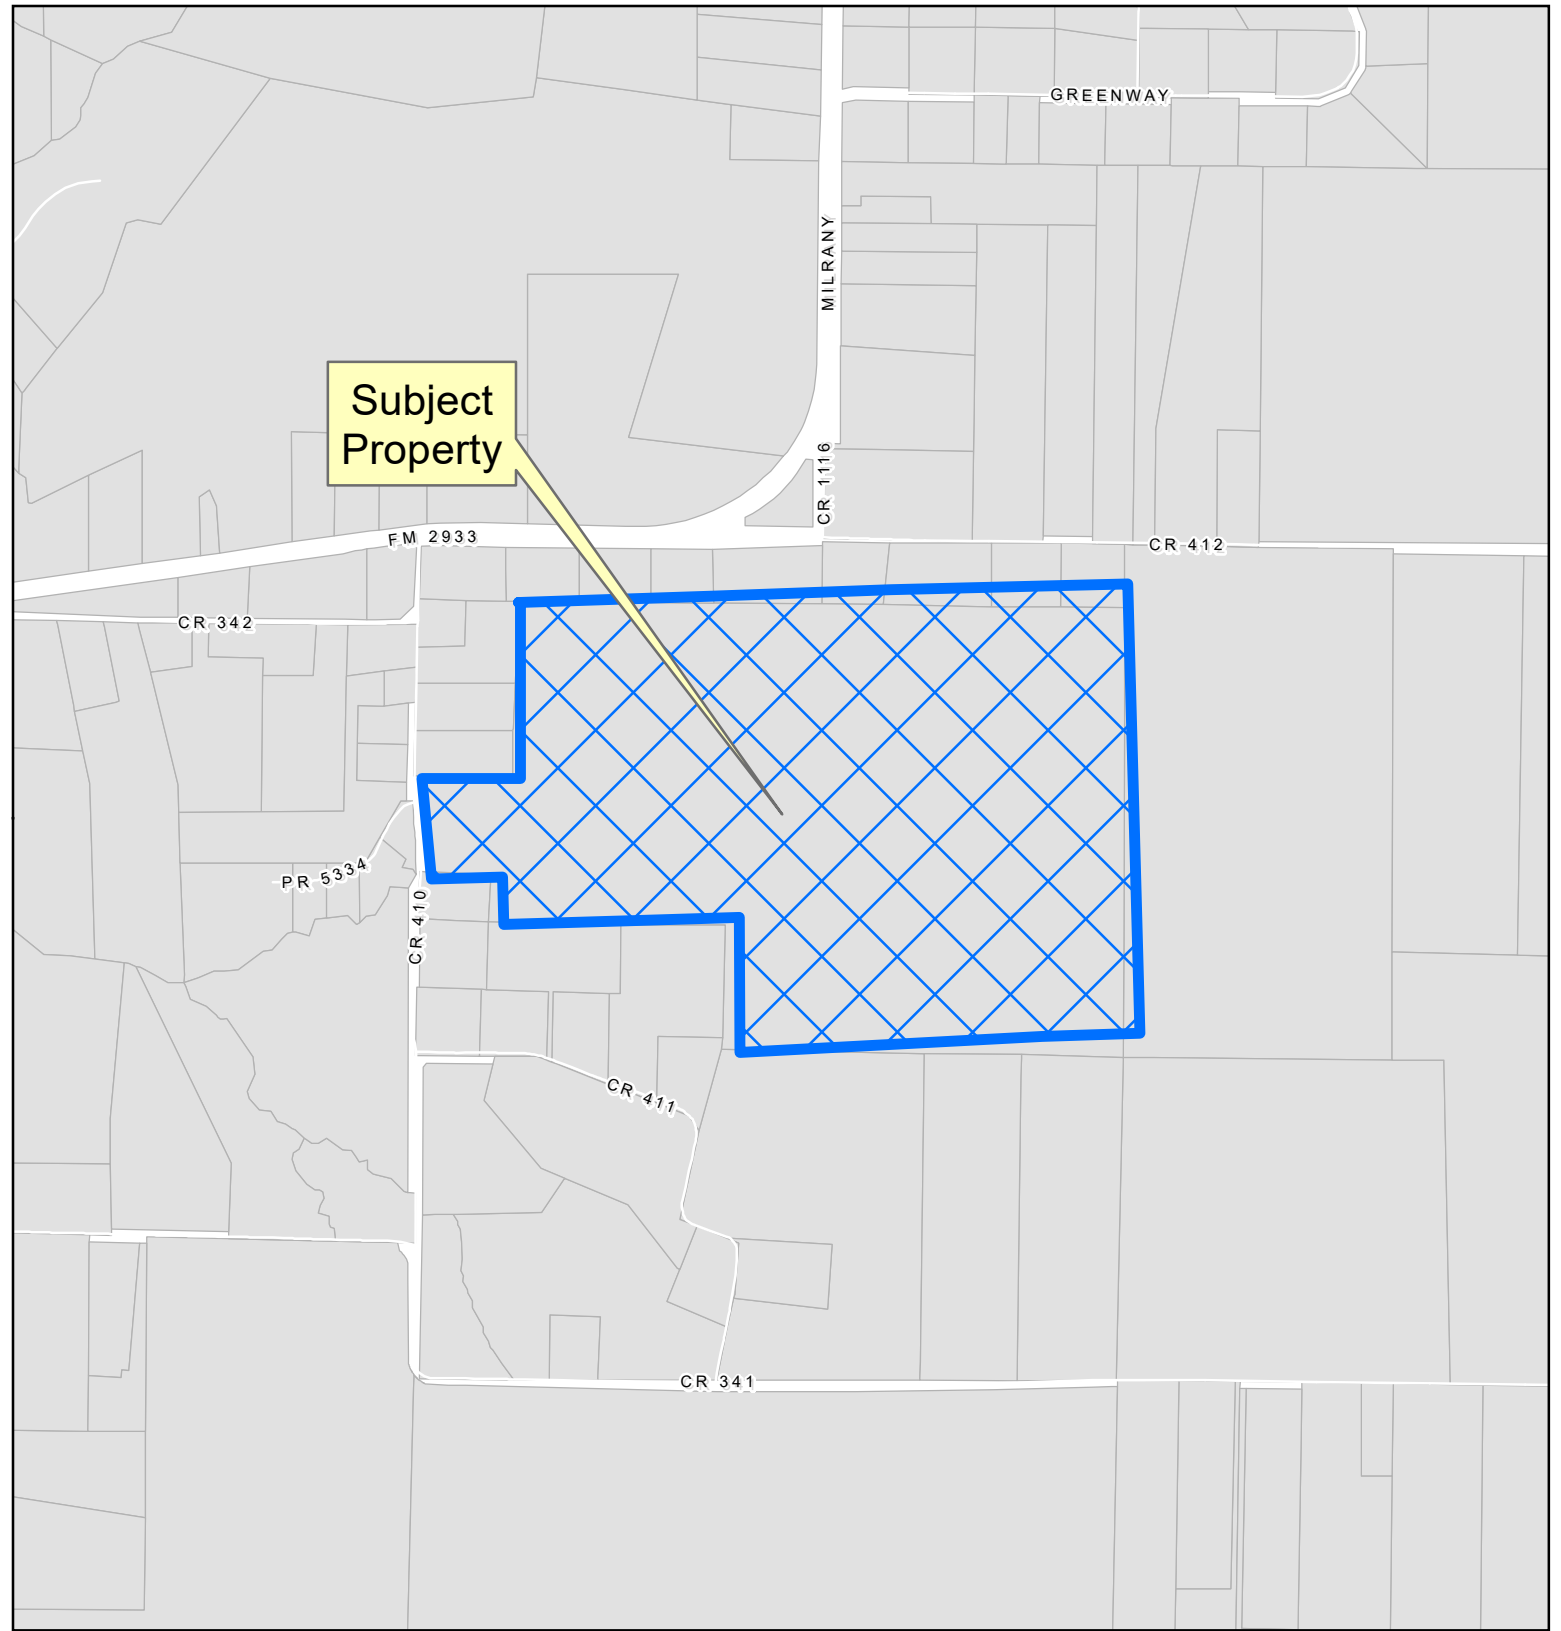 GREENWAY
MILRANY
Subject
Property
CR 1116
FM 2933
CR 412
CR 342
PR 5334
CR 410
CR 411
CR 341